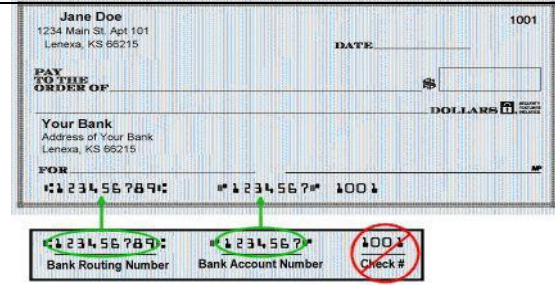 Jane Doe
1001
1234 Main St. Apt 101
Lenexa, KS 66215
DATE
PAY
TO THE
ORDER OF
$
DOLLARS
Your Bank
Address of Your Bank
Lenexa, KS 66215
FOR
MP
⑆123456789⑆ ⑈1234567⑈ 1001
⑆123456789⑆ ⑈1234567⑈ 1001
Bank Routing Number Bank Account Number Check #